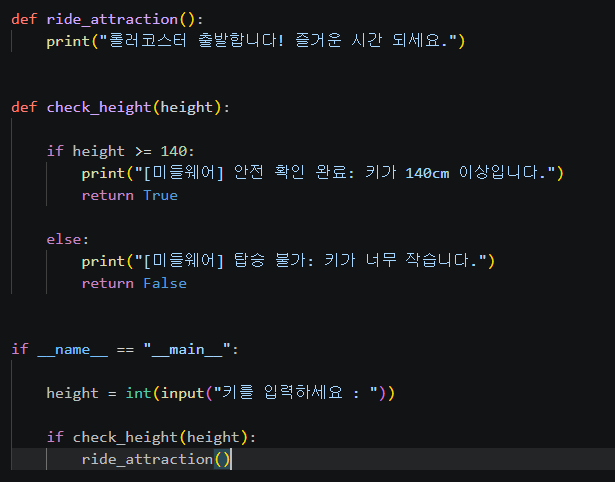 def ride_attraction():
    print("롤러코스터 출발합니다! 즐거운 시간 되세요.")
def check_height(height):
    if height >= 140:
        print("[미들웨어] 안전 확인 완료: 키가 140cm 이상입니다.")
        return True
    else:
        print("[미들웨어] 탑승 불가: 키가 너무 작습니다.")
        return False
if __name__ == "__main__":
    height = int(input("키를 입력하세요 : "))
    if check_height(height):
        ride_attraction()